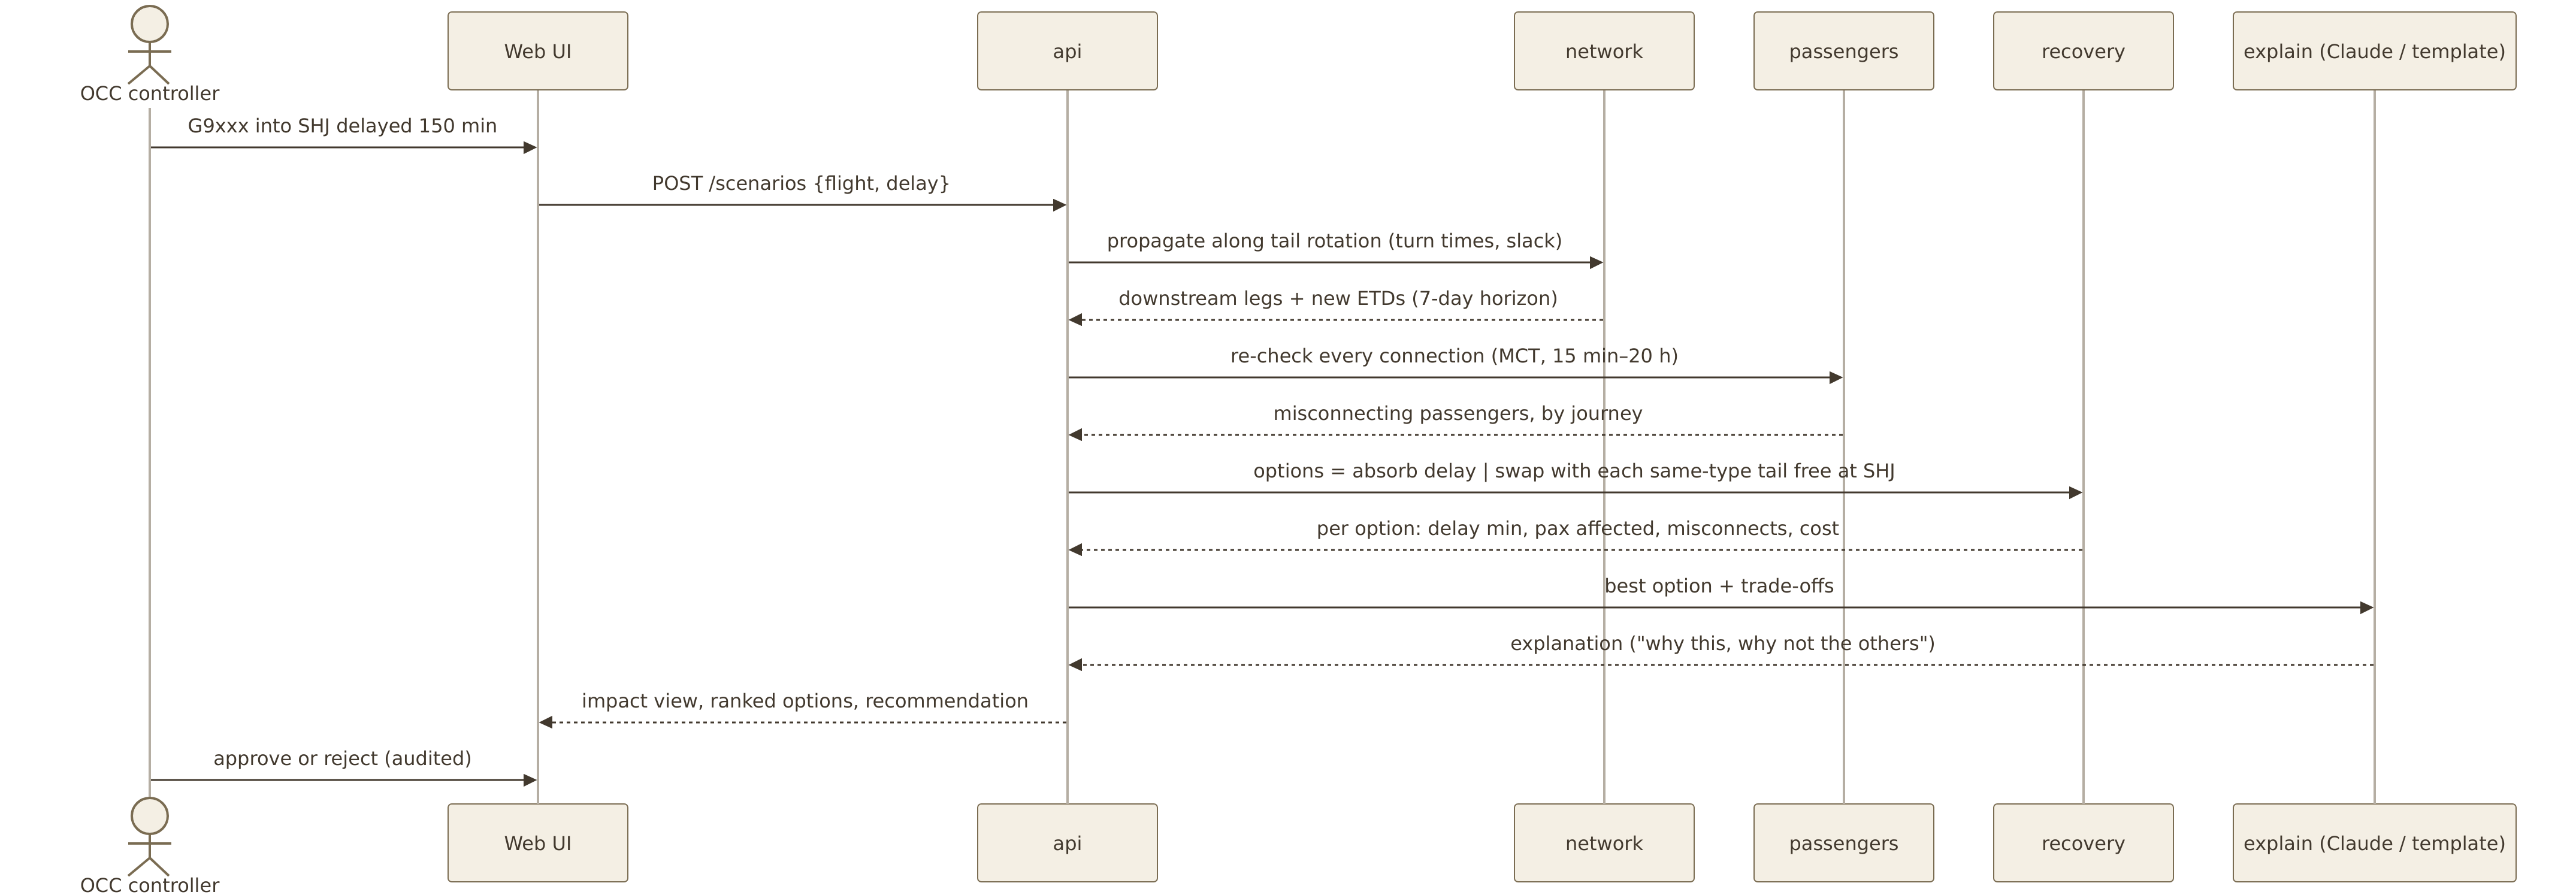 OCC controller
Web UI
api
network
passengers
recovery
explain (Claude / template)
G9xxx into SHJ delayed 150 min
POST /scenarios {flight, delay}
propagate along tail rotation (turn times, slack)
downstream legs + new ETDs (7-day horizon)
re-check every connection (MCT, 15 min–20 h)
misconnecting passengers, by journey
options = absorb delay | swap with each same-type tail free at SHJ
per option: delay min, pax affected, misconnects, cost
best option + trade-offs
explanation ("why this, why not the others")
impact view, ranked options, recommendation
approve or reject (audited)
OCC controller
Web UI
api
network
passengers
recovery
explain (Claude / template)